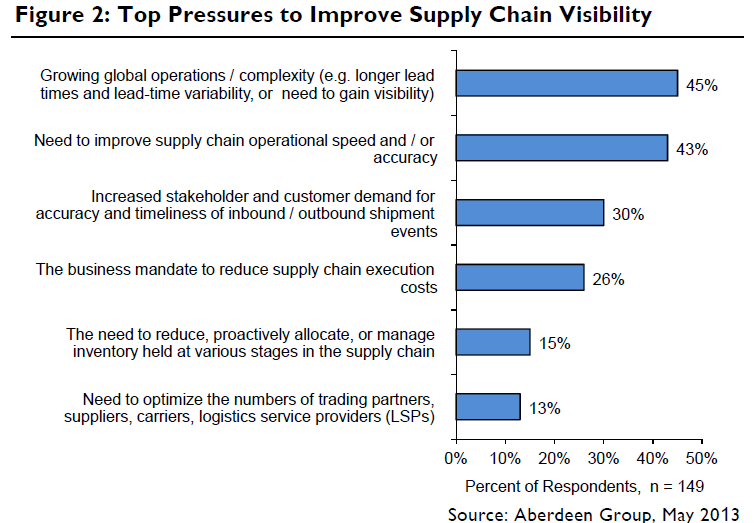 Figure 2: Top Pressures to Improve Supply Chain Visibility
Growing global operations / complexity (e.g. longer lead
times and lead-time variability, or need to gain visibility)
45%
Need to improve supply chain operational speed and / or
accuracy
43%
Increased stakeholder and customer demand for
accuracy and timeliness of inbound / outbound shipment
events
30%
The business mandate to reduce supply chain execution
costs
26%
The need to reduce, proactively allocate, or manage
inventory held at various stages in the supply chain
15%
Need to optimize the numbers of trading partners,
suppliers, carriers, logistics service providers (LSPs)
13%
0% 10% 20% 30% 40% 50%
Percent of Respondents, n = 149
Source: Aberdeen Group, May 2013